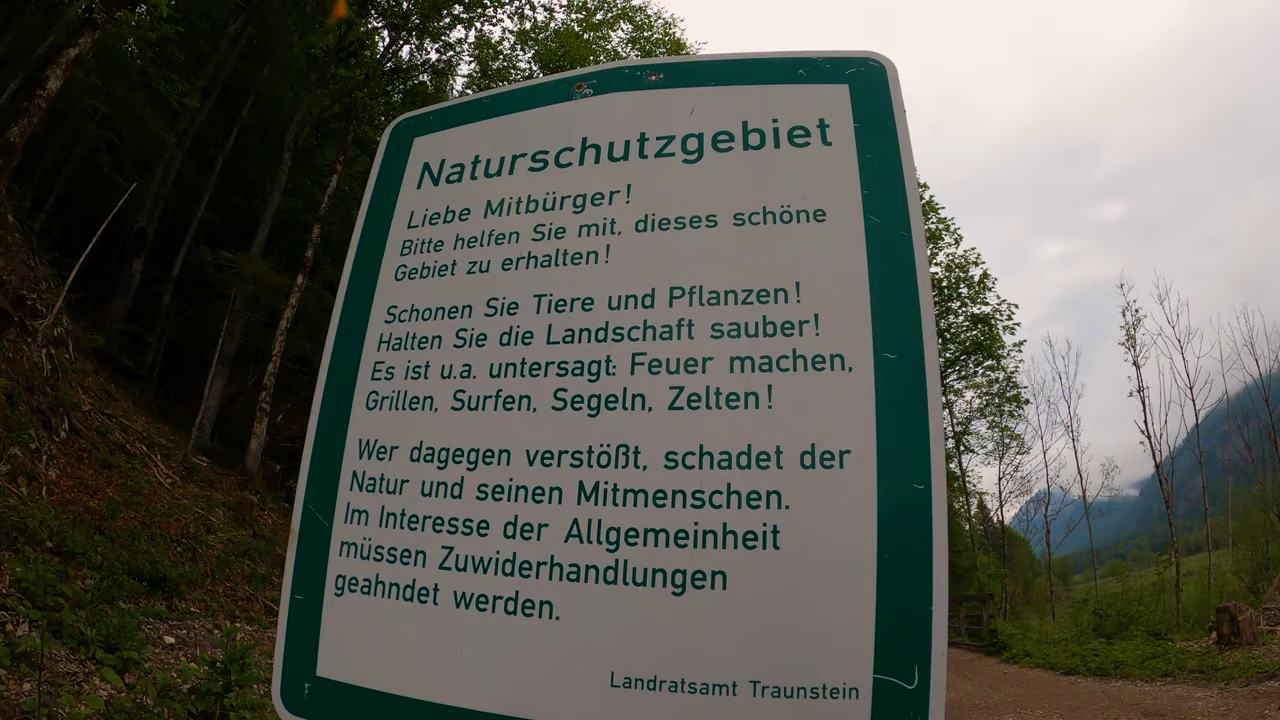 Naturschutzgebiet
Liebe Mitbürger!
Bitte helfen Sie mit, dieses schöne
Gebiet zu erhalten!
Schonen Sie Tiere und Pflanzen!
Halten Sie die Landschaft sauber!
Es ist u.a. untersagt: Feuer machen,
Grillen, Surfen, Segeln, Zelten!
Wer dagegen verstößt, schadet der
Natur und seinen Mitmenschen.
Im Interesse der Allgemeinheit
müssen Zuwiderhandlungen
geahndet werden.
Landratsamt Traunstein